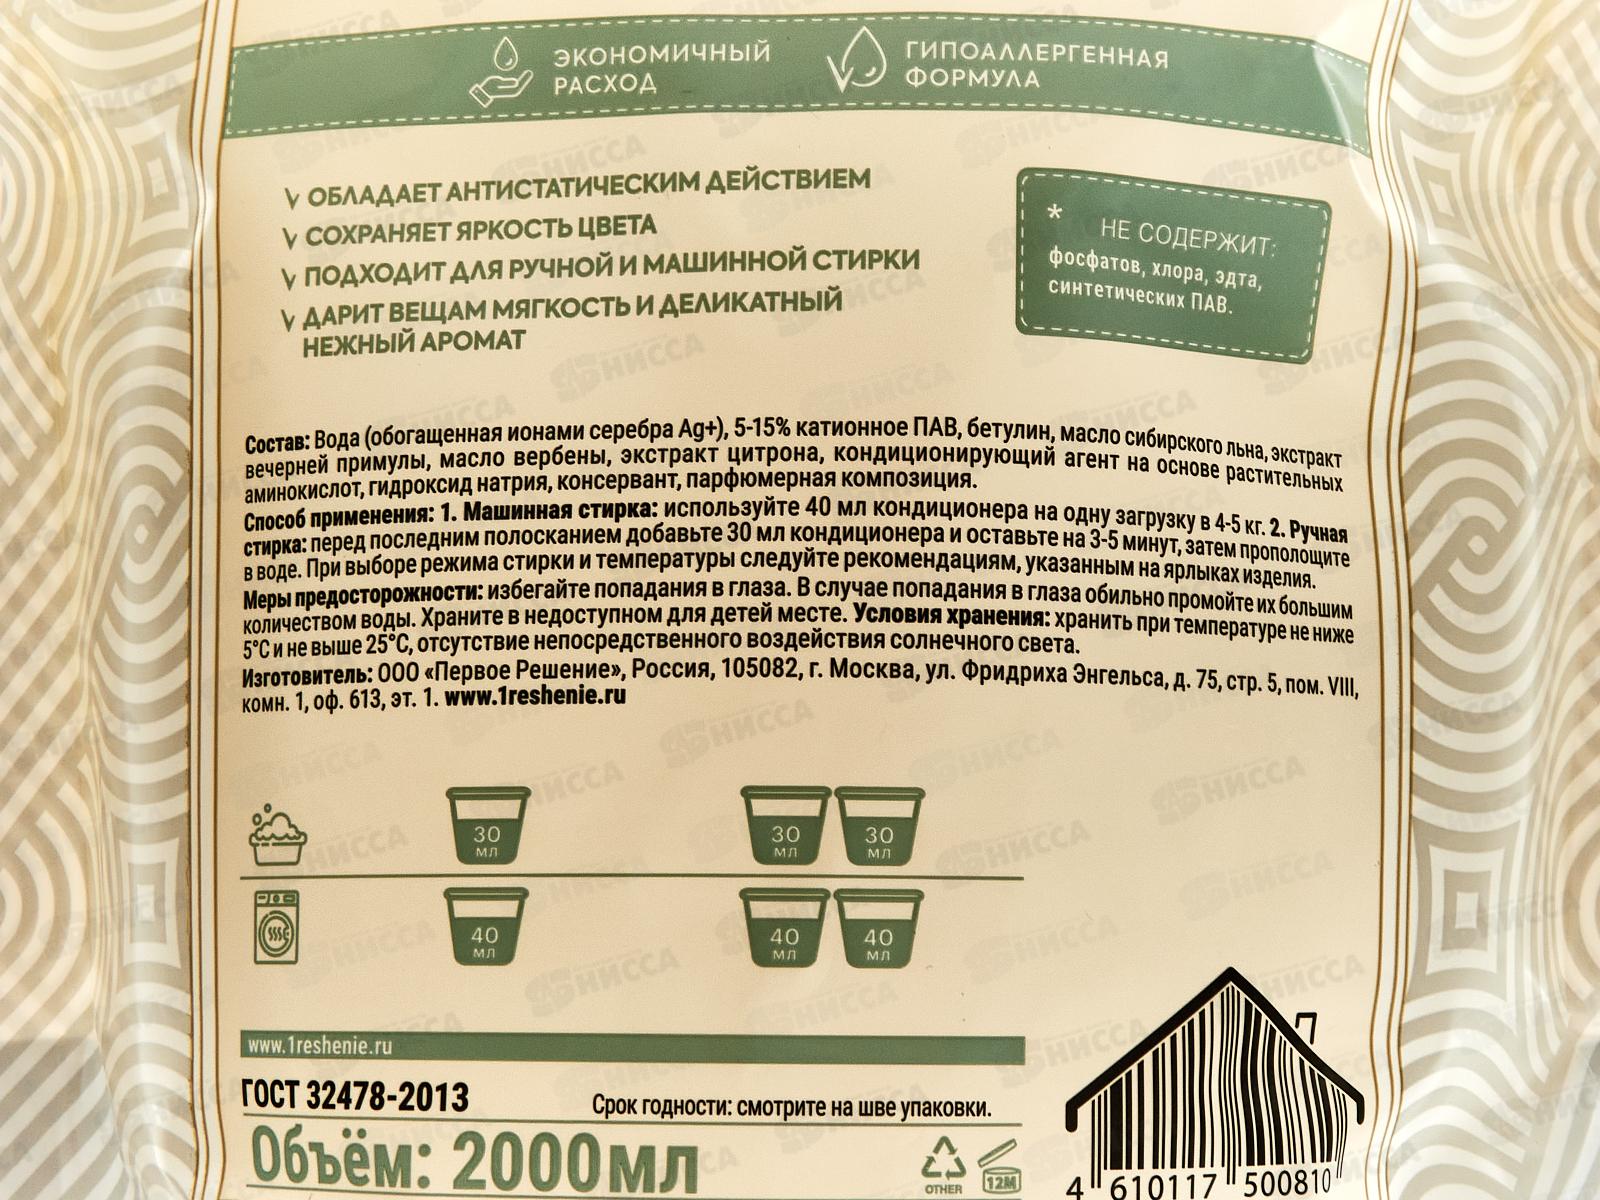 ЭКОНОМИЧНЫЙ
РАСХОД
ГИПОАЛЛЕРГЕННАЯ
ФОРМУЛА
ОБЛАДАЕТ АНТИСТАТИЧЕСКИМ ДЕЙСТВИЕМ
СОХРАНЯЕТ ЯРКОСТЬ ЦВЕТА
ПОДХОДИТ ДЛЯ РУЧНОЙ И МАШИННОЙ СТИРКИ
ДАРИТ ВЕЩАМ МЯГКОСТЬ И ДЕЛИКАТНЫЙ
НЕЖНЫЙ АРОМАТ
* НЕ СОДЕРЖИТ:
фосфатов, хлора, эдта,
синтетических ПАВ.
Состав: Вода (обогащенная ионами серебра Ag+), 5-15% катионное ПАВ, бетулин, масло сибирского льна, экстракт
вечерней примулы, масло вербены, экстракт цитрона, кондиционирующий агент на основе растительных
аминокислот, гидроксид натрия, консервант, парфюмерная композиция.
Способ применения: 1. Машинная стирка: используйте 40 мл кондиционера на одну загрузку в 4-5 кг. 2. Ручная
стирка: перед последним полосканием добавьте 30 мл кондиционера и оставьте на 3-5 минут, затем прополощите
в воде. При выборе режима стирки и температуры следуйте рекомендациям, указанным на ярлыках изделия.
Меры предосторожности: избегайте попадания в глаза. В случае попадания в глаза обильно промойте их большим
количеством воды. Храните в недоступном для детей месте. Условия хранения: хранить при температуре не ниже
5°С и не выше 25°С, отсутствие непосредственного воздействия солнечного света.
Изготовитель: ООО «Первое Решение», Россия, 105082, г. Москва, ул. Фридриха Энгельса, д. 75, стр. 5, пом. VIII,
комн. 1, оф. 613, эт. 1. www.1reshenie.ru
30 мл 30 мл 30 мл
40 мл 40 мл 40 мл
www.1reshenie.ru
ГОСТ 32478-2013
Срок годности: смотрите на шве упаковки.
Объём: 2000 мл
OTHER
12M
4 610117 500810
НИССА